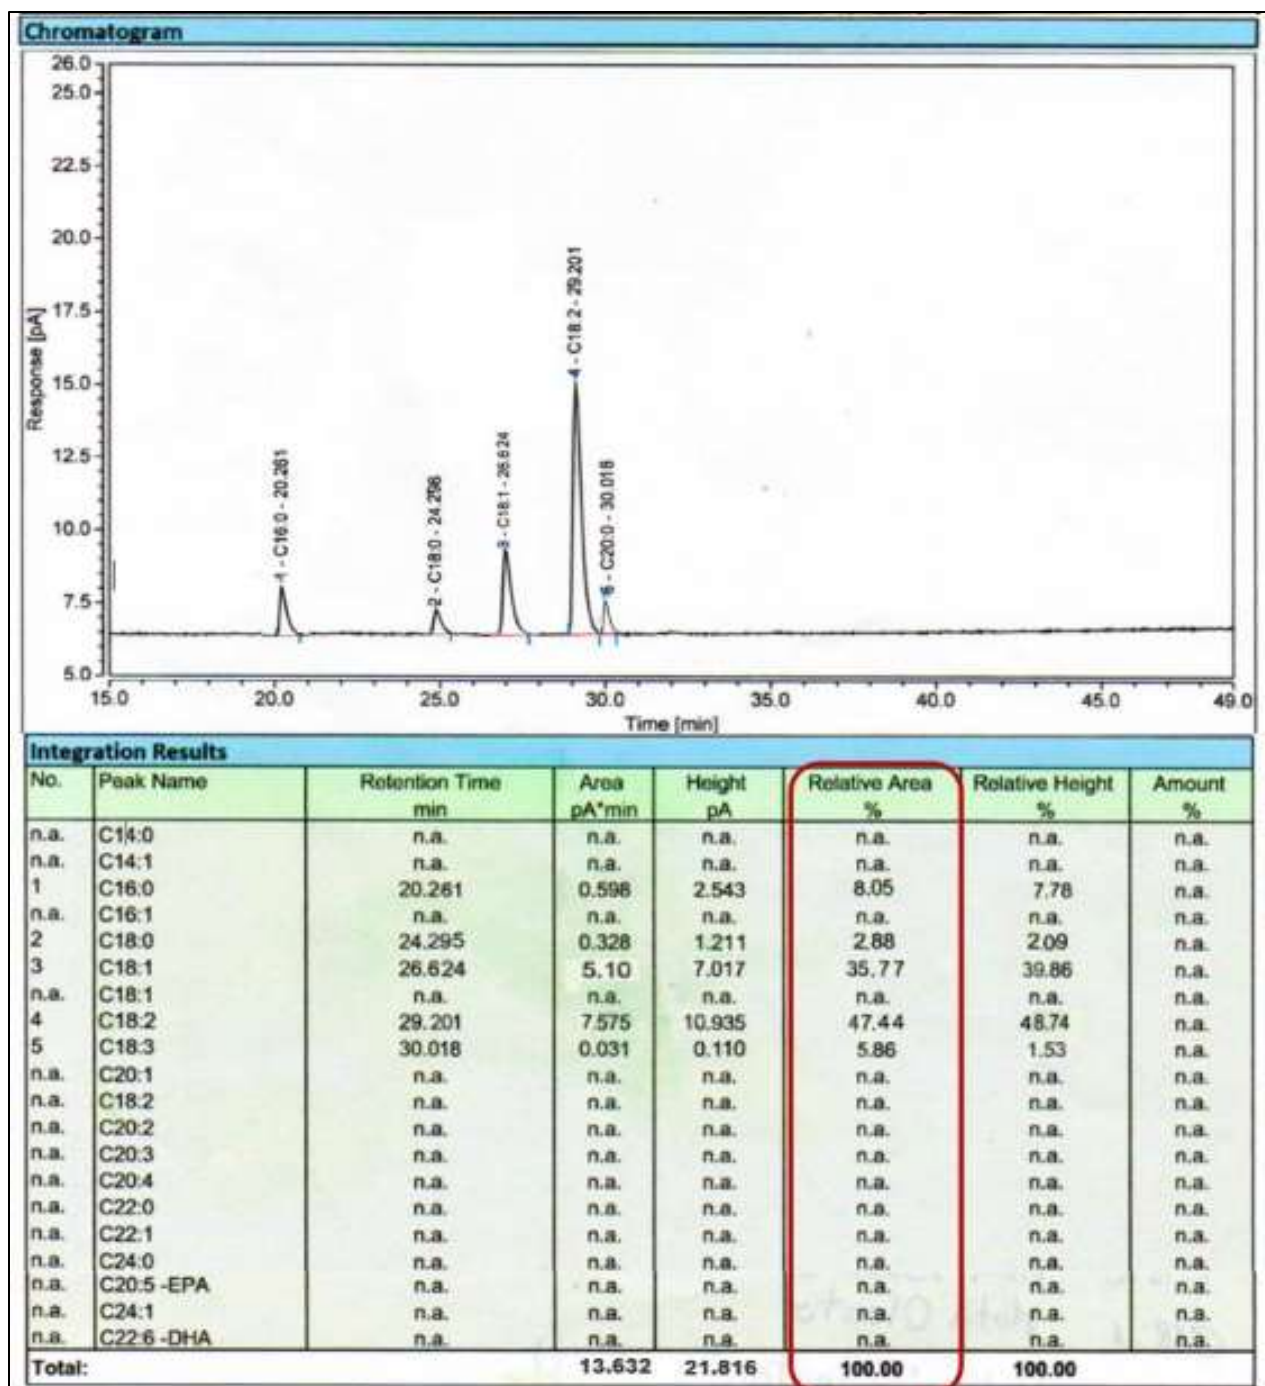 Chromatogram
26.0
25.0
22.5
20.0
17.5
15.0
12.5
10.0
7.5
5.0
Response [pA]
1 - C16:0 - 20.261
2 - C18:0 - 24.296
3 - C18:1 - 26.624
4 - C18:2 - 29.201
- C20:0 - 30.018
15.0 20.0 25.0 30.0 35.0 40.0 45.0 49.0
Time [min]
Integration Results
No. Peak Name Retention Time Area Height Relative Area Relative Height Amount
min pA*min pA % % %
n.a. C14:0 n.a. n.a. n.a. n.a. n.a. n.a.
n.a. C14:1 n.a. n.a. n.a. n.a. n.a. n.a.
1 C16:0 20.261 0.598 2.543 8.05 7.78 n.a.
n.a. C16:1 n.a. n.a. n.a. n.a. n.a. n.a.
2 C18:0 24.295 0.328 1.211 2.88 2.09 n.a.
3 C18:1 26.624 5.10 7.017 35.77 39.86 n.a.
n.a. C18:1 n.a. n.a. n.a. n.a. n.a. n.a.
4 C18:2 29.201 7.575 10.935 47.44 48.74 n.a.
5 C18:3 30.018 0.031 0.110 5.86 1.53 n.a.
n.a. C20:1 n.a. n.a. n.a. n.a. n.a. n.a.
n.a. C18:2 n.a. n.a. n.a. n.a. n.a. n.a.
n.a. C20:2 n.a. n.a. n.a. n.a. n.a. n.a.
n.a. C20:3 n.a. n.a. n.a. n.a. n.a. n.a.
n.a. C20:4 n.a. n.a. n.a. n.a. n.a. n.a.
n.a. C22:0 n.a. n.a. n.a. n.a. n.a. n.a.
n.a. C22:1 n.a. n.a. n.a. n.a. n.a. n.a.
n.a. C24:0 n.a. n.a. n.a. n.a. n.a. n.a.
n.a. C20:5 -EPA n.a. n.a. n.a. n.a. n.a. n.a.
n.a. C24:1 n.a. n.a. n.a. n.a. n.a. n.a.
n.a. C22:6 -DHA n.a. n.a. n.a. n.a. n.a. n.a.
Total: 13.632 21.816 100.00 100.00